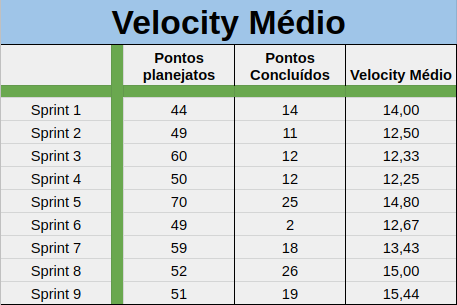 Velocity Médio
Pontos planejatos Pontos Concluídos Velocity Médio
Sprint 1 44 14 14,00
Sprint 2 49 11 12,50
Sprint 3 60 12 12,33
Sprint 4 50 12 12,25
Sprint 5 70 25 14,80
Sprint 6 49 2 12,67
Sprint 7 59 18 13,43
Sprint 8 52 26 15,00
Sprint 9 51 19 15,44